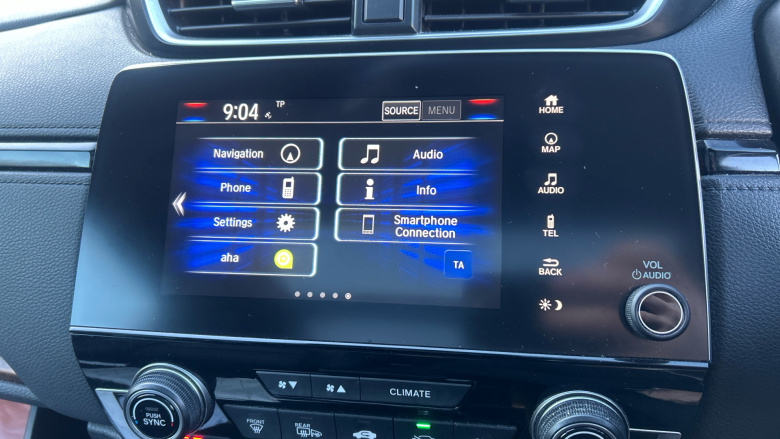 9:04 TP SOURCE MENU
Navigation
Phone
Settings
aha
Audio
Info
Smartphone
Connection
TA
HOME
MAP
AUDIO
TEL
BACK
VOL
AUDIO
CLIMATE
PUSH
SYNC
FRONT
REAR